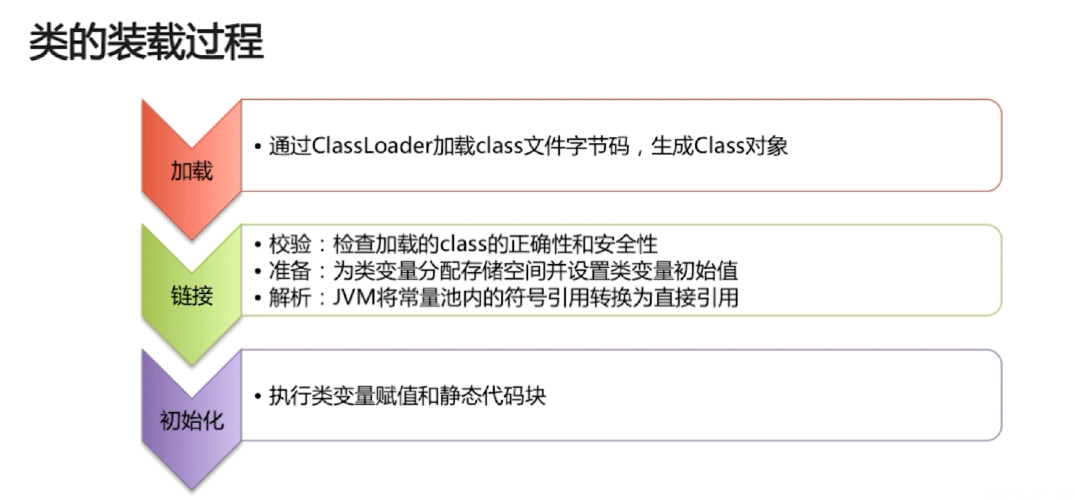 类的装载过程
加载
• 通过ClassLoader加载class文件字节码，生成Class对象
链接
• 校验：检查加载的class的正确性和安全性
• 准备：为类变量分配存储空间并设置类变量初始值
• 解析：JVM将常量池内的符号引用转换为直接引用
初始化
• 执行类变量赋值和静态代码块